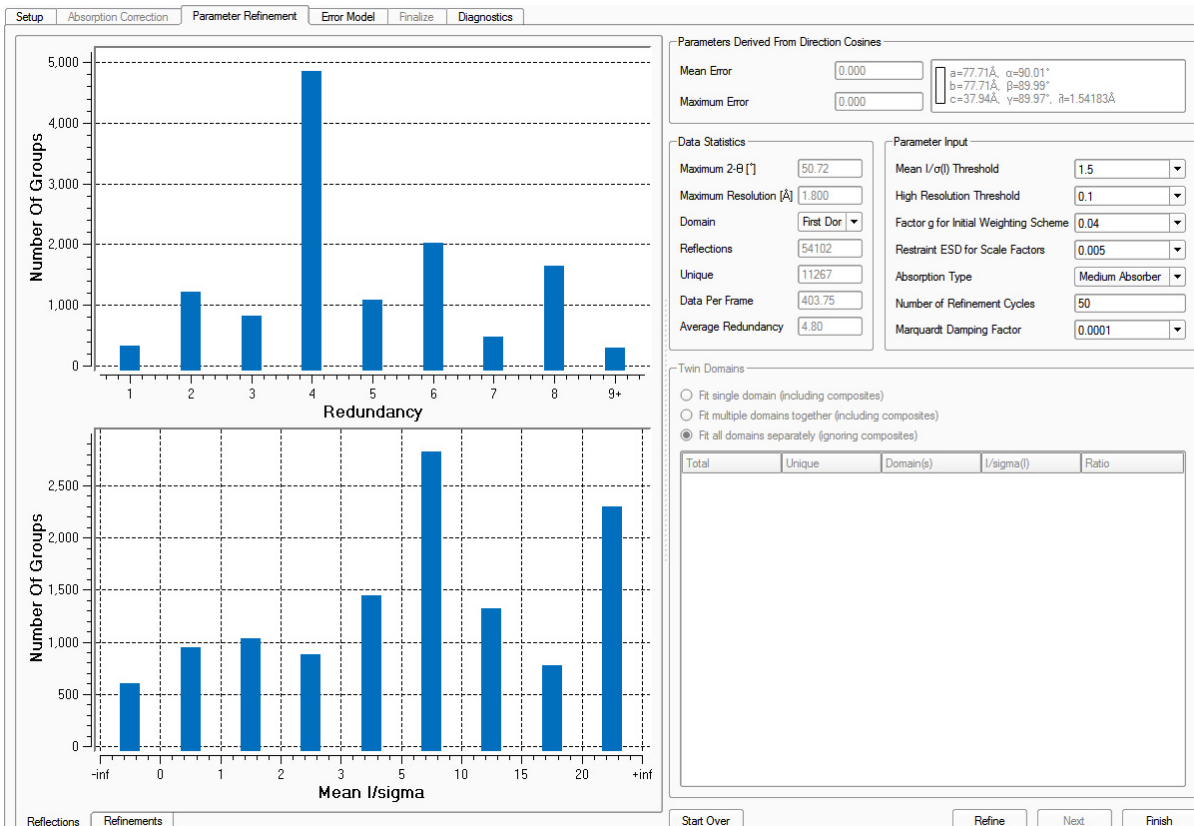 Setup
Absorption Correction
Parameter Refinement
Error Model
Finalize
Diagnostics
Number Of Groups
5,000
4,000
3,000
2,000
1,000
0
1 2 3 4 5 6 7 8 9+
Redundancy
Number Of Groups
2,500
2,000
1,500
1,000
500
0
-inf 0 1 2 3 5 10 15 20 +inf
Mean I/sigma
Reflections
Refinements
Parameters Derived From Direction Cosines
Mean Error 0.000
Maximum Error 0.000
a=77.71Å, α=90.01°
b=77.71Å, β=89.99°
c=37.94Å, γ=89.97°, λ=1.54183Å
Data Statistics
Maximum 2-θ [°] 50.72
Maximum Resolution [Å] 1.800
Domain First Dor
Reflections 54102
Unique 11267
Data Per Frame 403.75
Average Redundancy 4.80
Parameter Input
Mean I/σ(I) Threshold 1.5
High Resolution Threshold 0.1
Factor g for Initial Weighting Scheme 0.04
Restraint ESD for Scale Factors 0.005
Absorption Type Medium Absorber
Number of Refinement Cycles 50
Marquardt Damping Factor 0.0001
Twin Domains
Fit single domain (including composites)
Fit multiple domains together (including composites)
Fit all domains separately (ignoring composites)
Total Unique Domain(s) I/sigma(I) Ratio
Start Over Refine Next Finish